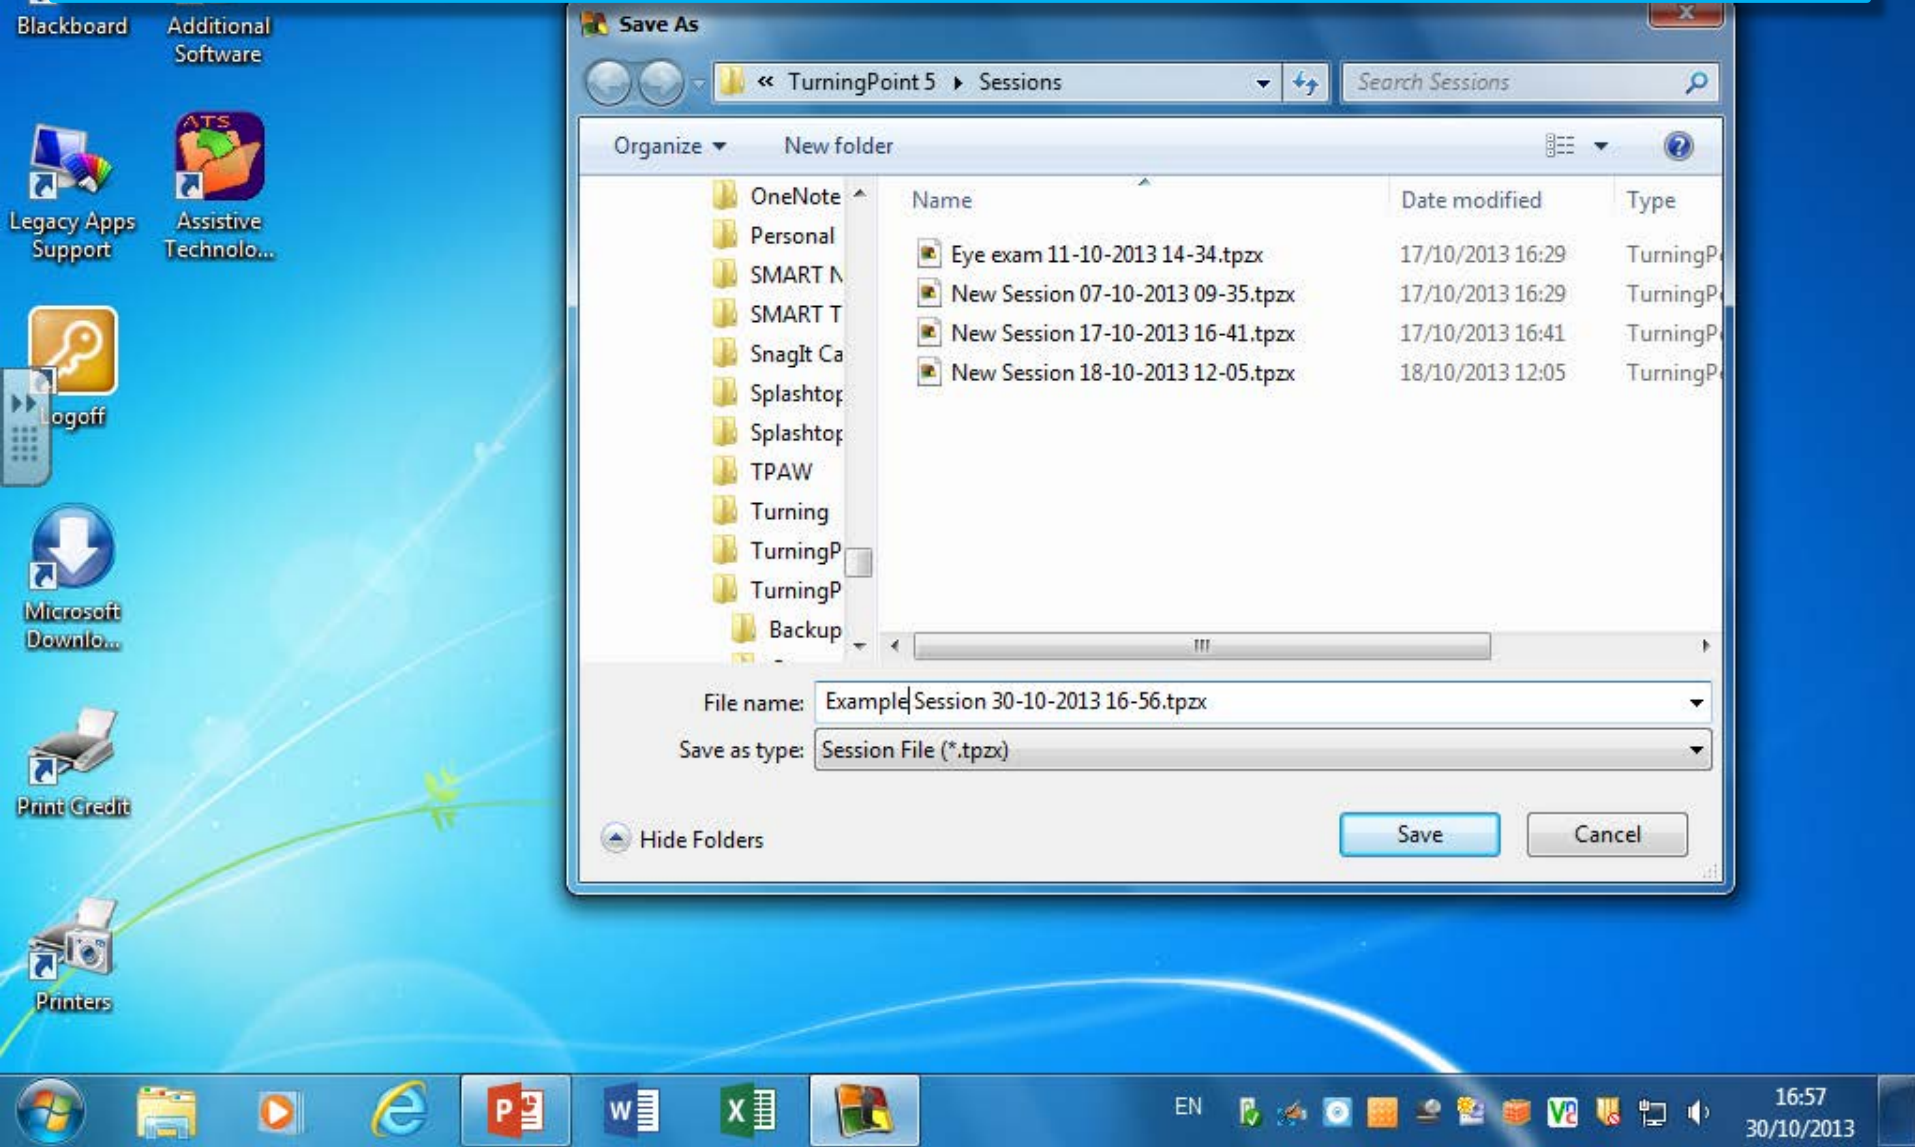 Blackboard
Additional
Software
Legacy Apps
Support
ATS
Assistive
Technolo...
Logoff
Microsoft
Downlo...
Print Credit
Printers
Save As
« TurningPoint 5 ▸ Sessions
Search Sessions
Organize
New folder
OneNote
Personal
SMART N
SMART T
SnagIt Ca
Splashtop
Splashtop
TPAW
Turning
TurningP
TurningP
Backup
Name Date modified Type
Eye exam 11-10-2013 14-34.tpzx 17/10/2013 16:29 TurningP
New Session 07-10-2013 09-35.tpzx 17/10/2013 16:29 TurningP
New Session 17-10-2013 16-41.tpzx 17/10/2013 16:41 TurningP
New Session 18-10-2013 12-05.tpzx 18/10/2013 12:05 TurningP
File name: Example Session 30-10-2013 16-56.tpzx
Save as type: Session File (*.tpzx)
Hide Folders
Save
Cancel
EN
16:57
30/10/2013